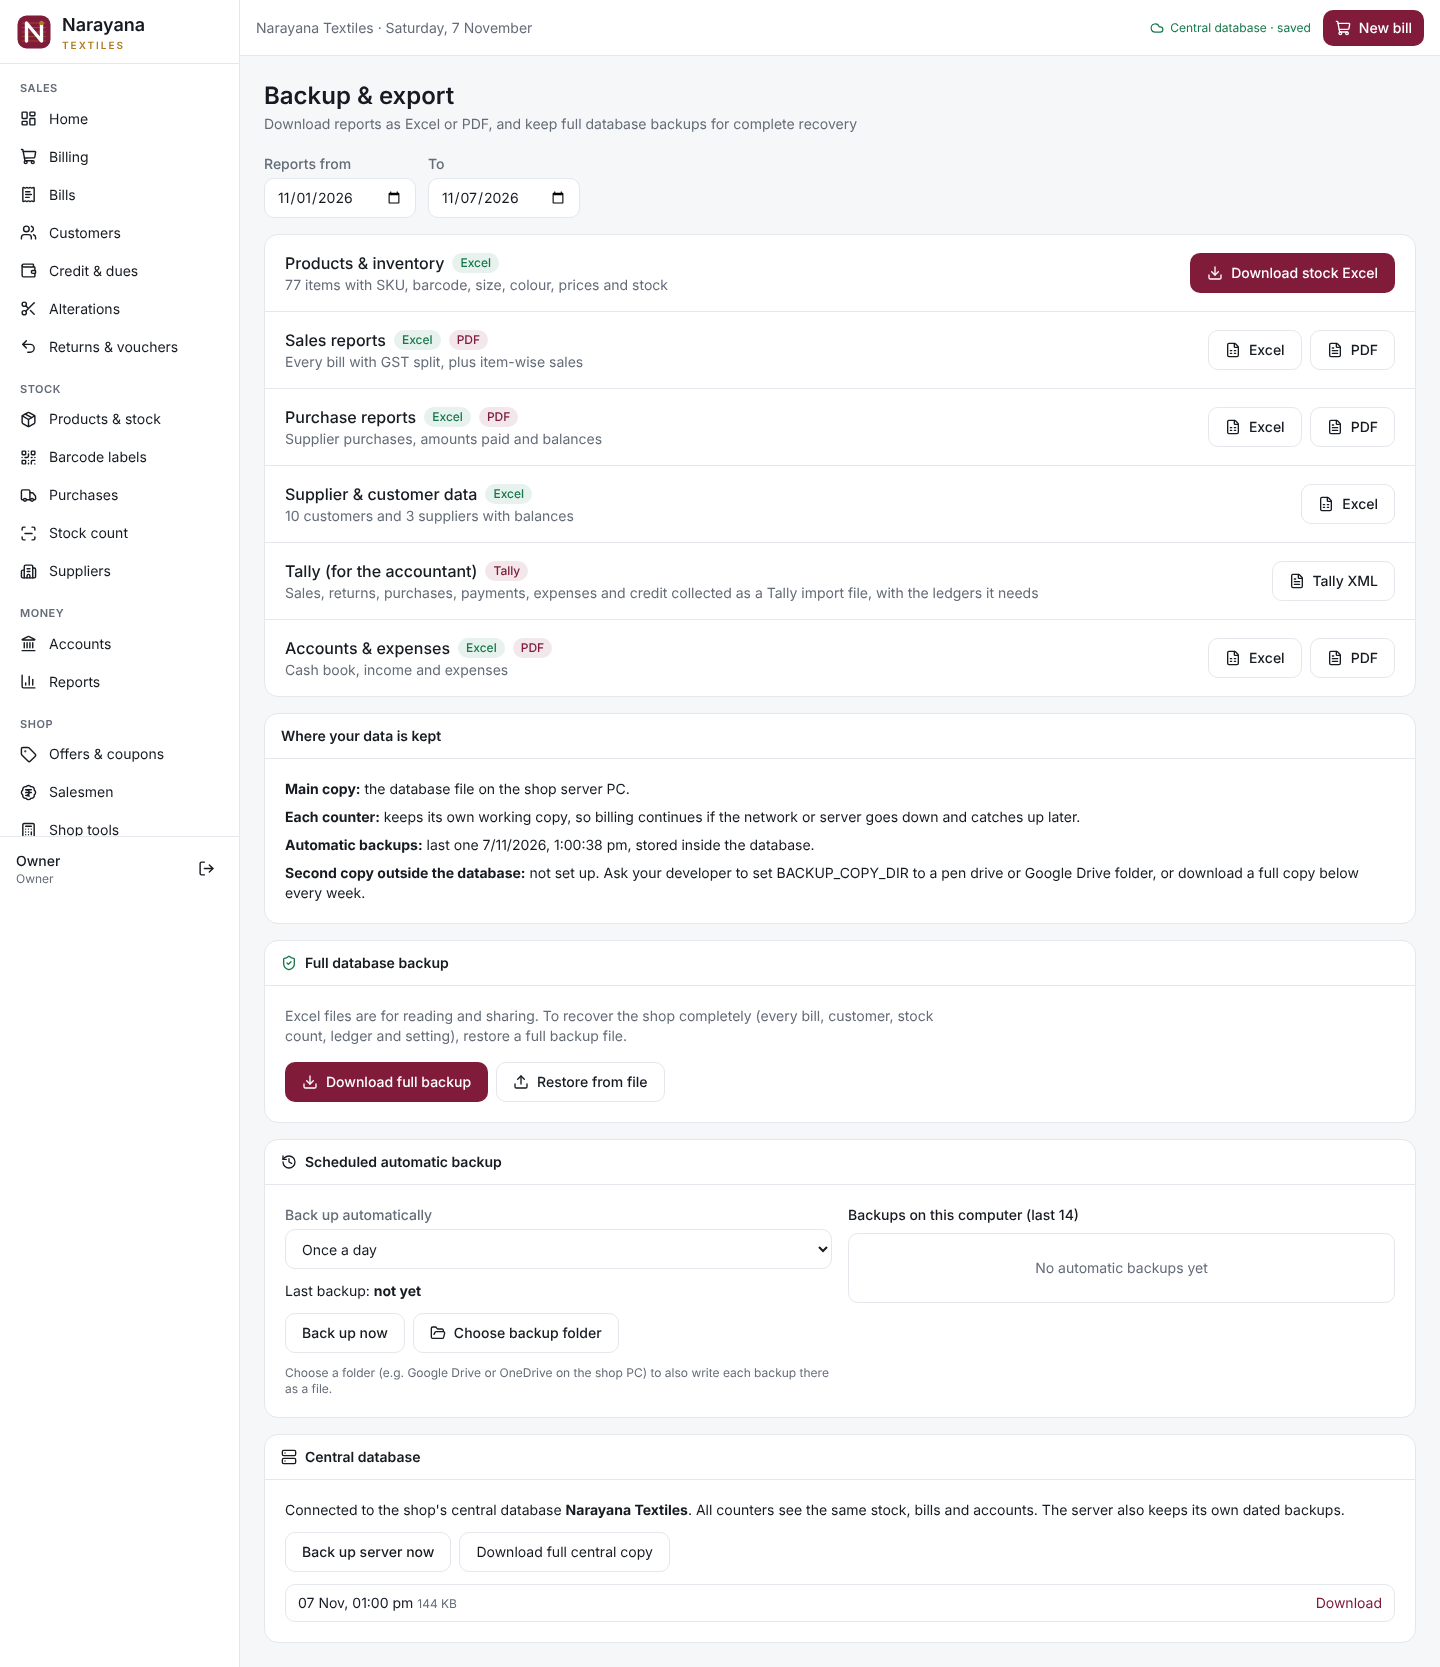 Narayana
TEXTILES
SALES
Home
Billing
Bills
Customers
Credit & dues
Alterations
Returns & vouchers
STOCK
Products & stock
Barcode labels
Purchases
Stock count
Suppliers
MONEY
Accounts
Reports
SHOP
Offers & coupons
Salesmen
Shop tools
Owner
Owner
Narayana Textiles · Saturday, 7 November
Central database · saved
New bill
Backup & export
Download reports as Excel or PDF, and keep full database backups for complete recovery
Reports from
To
11/01/2026
11/07/2026
Products & inventory Excel
77 items with SKU, barcode, size, colour, prices and stock
Download stock Excel
Sales reports Excel PDF
Every bill with GST split, plus item-wise sales
Excel
PDF
Purchase reports Excel PDF
Supplier purchases, amounts paid and balances
Excel
PDF
Supplier & customer data Excel
10 customers and 3 suppliers with balances
Excel
Tally (for the accountant) Tally
Sales, returns, purchases, payments, expenses and credit collected as a Tally import file, with the ledgers it needs
Tally XML
Accounts & expenses Excel PDF
Cash book, income and expenses
Excel
PDF
Where your data is kept
Main copy: the database file on the shop server PC.
Each counter: keeps its own working copy, so billing continues if the network or server goes down and catches up later.
Automatic backups: last one 7/11/2026, 1:00:38 pm, stored inside the database.
Second copy outside the database: not set up. Ask your developer to set BACKUP_COPY_DIR to a pen drive or Google Drive folder, or download a full copy below
every week.
Full database backup
Excel files are for reading and sharing. To recover the shop completely (every bill, customer, stock
count, ledger and setting), restore a full backup file.
Download full backup
Restore from file
Scheduled automatic backup
Back up automatically
Once a day
Last backup: not yet
Back up now
Choose backup folder
Choose a folder (e.g. Google Drive or OneDrive on the shop PC) to also write each backup there
as a file.
Backups on this computer (last 14)
No automatic backups yet
Central database
Connected to the shop's central database Narayana Textiles. All counters see the same stock, bills and accounts. The server also keeps its own dated backups.
Back up server now
Download full central copy
07 Nov, 01:00 pm 144 KB
Download